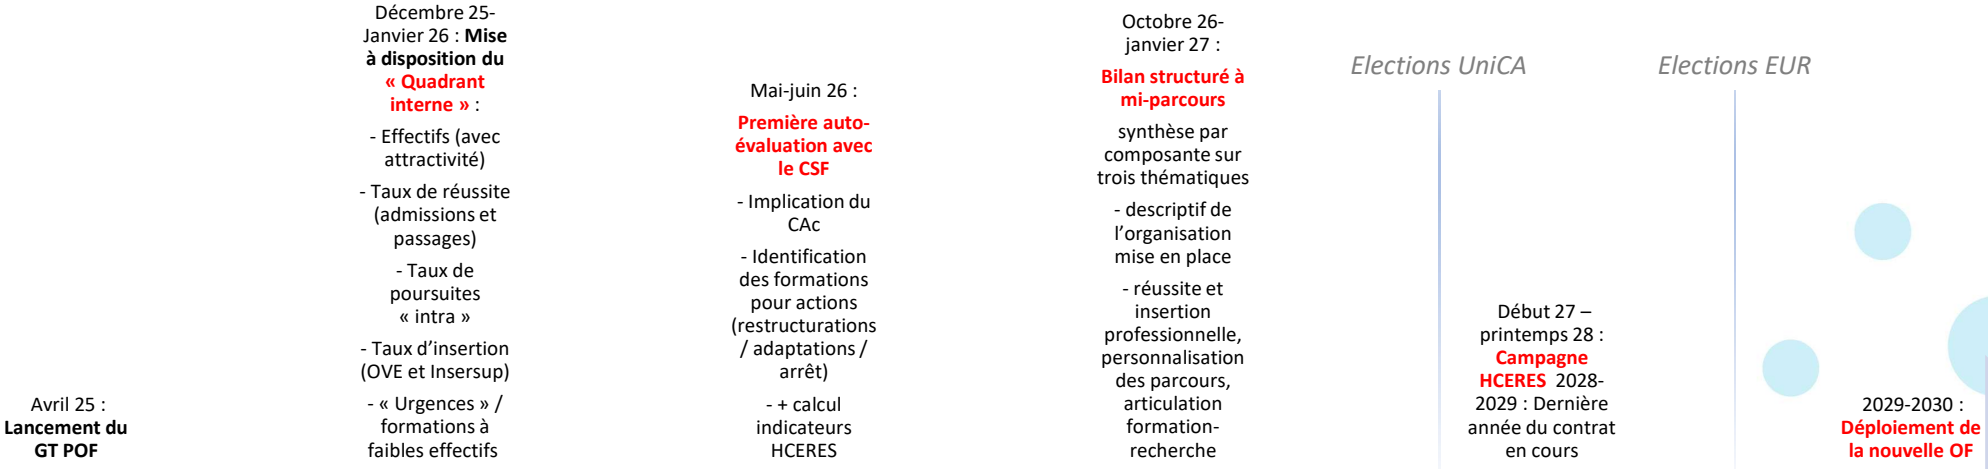 Avril 25 :
Lancement du
GT POF
Décembre 25-
Janvier 26 : Mise
à disposition du
« Quadrant
interne » :
- Effectifs (avec
attractivité)
- Taux de réussite
(admissions et
passages)
- Taux de
poursuites
« intra »
- Taux d’insertion
(OVE et Insersup)
- « Urgences » /
formations à
faibles effectifs
Mai-juin 26 :
Première auto-
évaluation avec
le CSF
- Implication du
CAc
- Identification
des formations
pour actions
(restructurations
/ adaptations /
arrêt)
- + calcul
indicateurs
HCERES
Octobre 26-
janvier 27 :
Bilan structuré à
mi-parcours
synthèse par
composante sur
trois thématiques
- descriptif de
l’organisation
mise en place
- réussite et
insertion
professionnelle,
personnalisation
des parcours,
articulation
formation-
recherche
Elections UniCA
Début 27 –
printemps 28 :
Campagne
HCERES 2028-
2029 : Dernière
année du contrat
en cours
Elections EUR
2029-2030 :
Déploiement de
la nouvelle OF